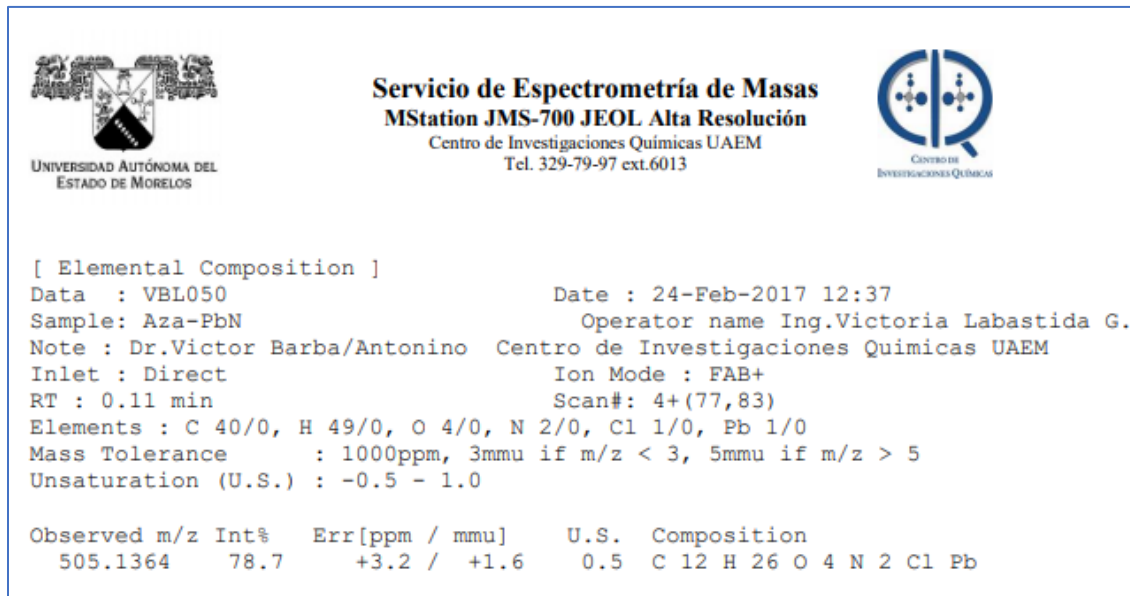 UNIVERSIDAD AUTÓNOMA DEL
ESTADO DE MORELOS
Servicio de Espectrometría de Masas
MStation JMS-700 JEOL Alta Resolución
Centro de Investigaciones Químicas UAEM
Tel. 329-79-97 ext.6013
CENTRO DE
INVESTIGACIONES QUÍMICAS
[ Elemental Composition ]
Data : VBL050 Date : 24-Feb-2017 12:37
Sample: Aza-PbN Operator name Ing.Victoria Labastida G.
Note : Dr.Victor Barba/Antonino Centro de Investigaciones Quimicas UAEM
Inlet : Direct Ion Mode : FAB+
RT : 0.11 min Scan#: 4+(77,83)
Elements : C 40/0, H 49/0, O 4/0, N 2/0, Cl 1/0, Pb 1/0
Mass Tolerance : 1000ppm, 3mmu if m/z < 3, 5mmu if m/z > 5
Unsaturation (U.S.) : -0.5 - 1.0
Observed m/z Int% Err[ppm / mmu] U.S. Composition
505.1364 78.7 +3.2 / +1.6 0.5 C 12 H 26 O 4 N 2 Cl Pb